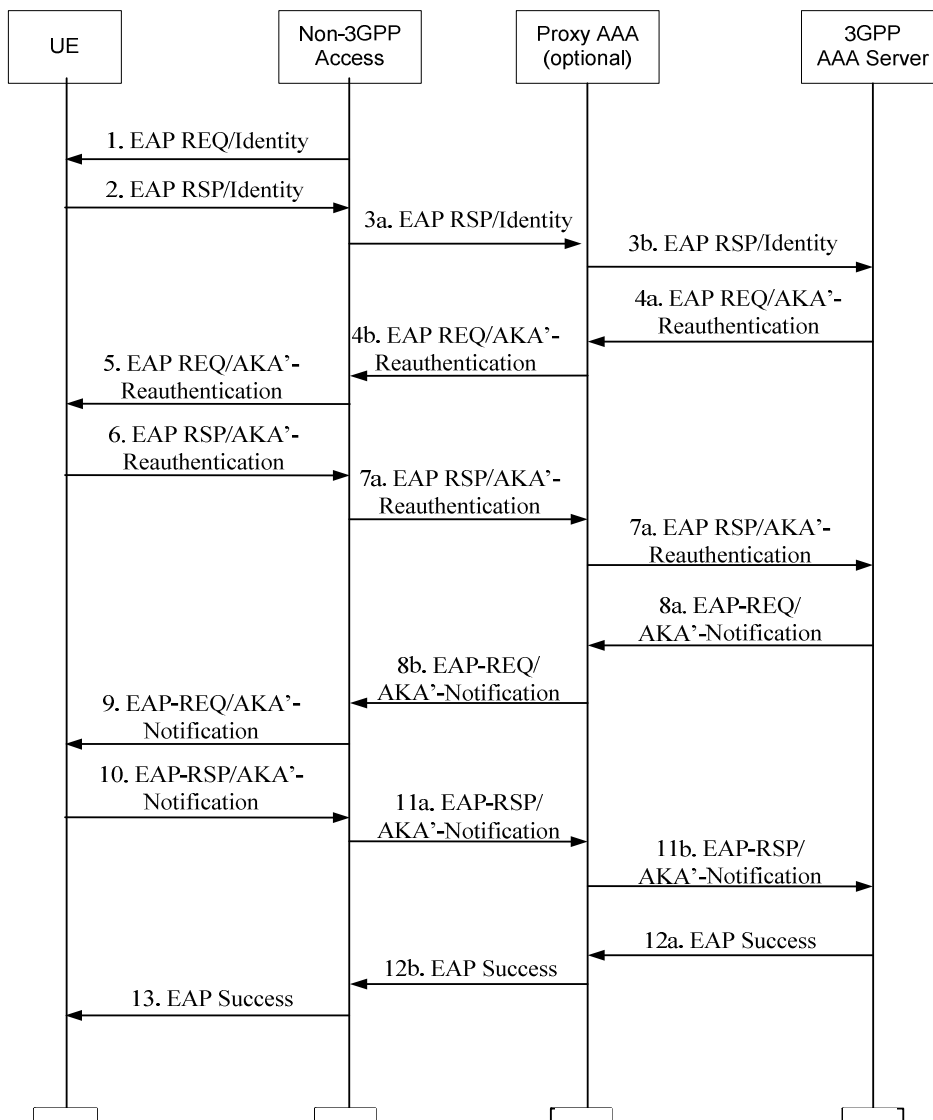 UE
Non-3GPP
Access
Proxy AAA
(optional)
3GPP
AAA Server
1. EAP REQ/Identity
2. EAP RSP/Identity
3a. EAP RSP/Identity
3b. EAP RSP/Identity
4a. EAP REQ/AKA’-
Reauthentication
4b. EAP REQ/AKA’-
Reauthentication
5. EAP REQ/AKA’-
Reauthentication
6. EAP RSP/AKA’-
Reauthentication
7a. EAP RSP/AKA’-
Reauthentication
7a. EAP RSP/AKA’-
Reauthentication
8a. EAP-REQ/
AKA’-Notification
8b. EAP-REQ/
AKA’-Notification
9. EAP-REQ/AKA’-
Notification
10. EAP-RSP/AKA’-
Notification
11a. EAP-RSP/
AKA’-Notification
11b. EAP-RSP/
AKA’-Notification
12a. EAP Success
12b. EAP Success
13. EAP Success